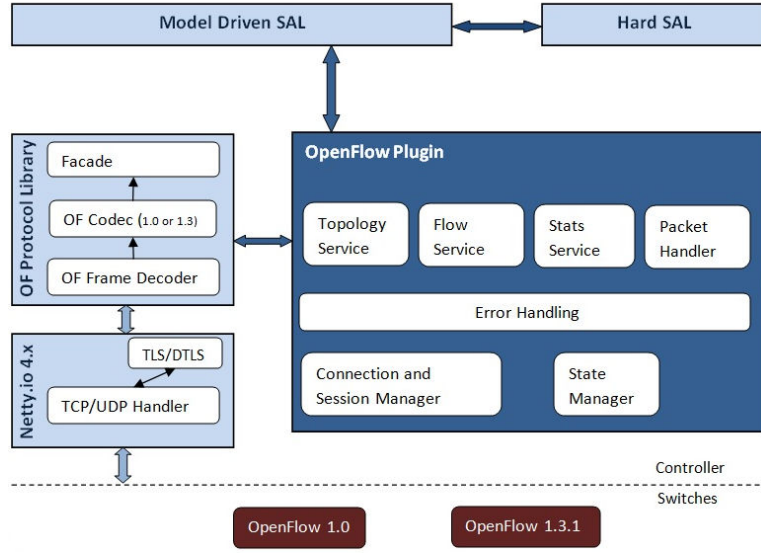 Model Driven SAL
Hard SAL
OF Protocol Library
Facade
OF Codec (1.0 or 1.3)
OF Frame Decoder
Netty.io 4.x
TLS/DTLS
TCP/UDP Handler
OpenFlow Plugin
Topology
Service
Flow
Service
Stats
Service
Packet
Handler
Error Handling
Connection and
Session Manager
State
Manager
Controller
Switches
OpenFlow 1.0
OpenFlow 1.3.1